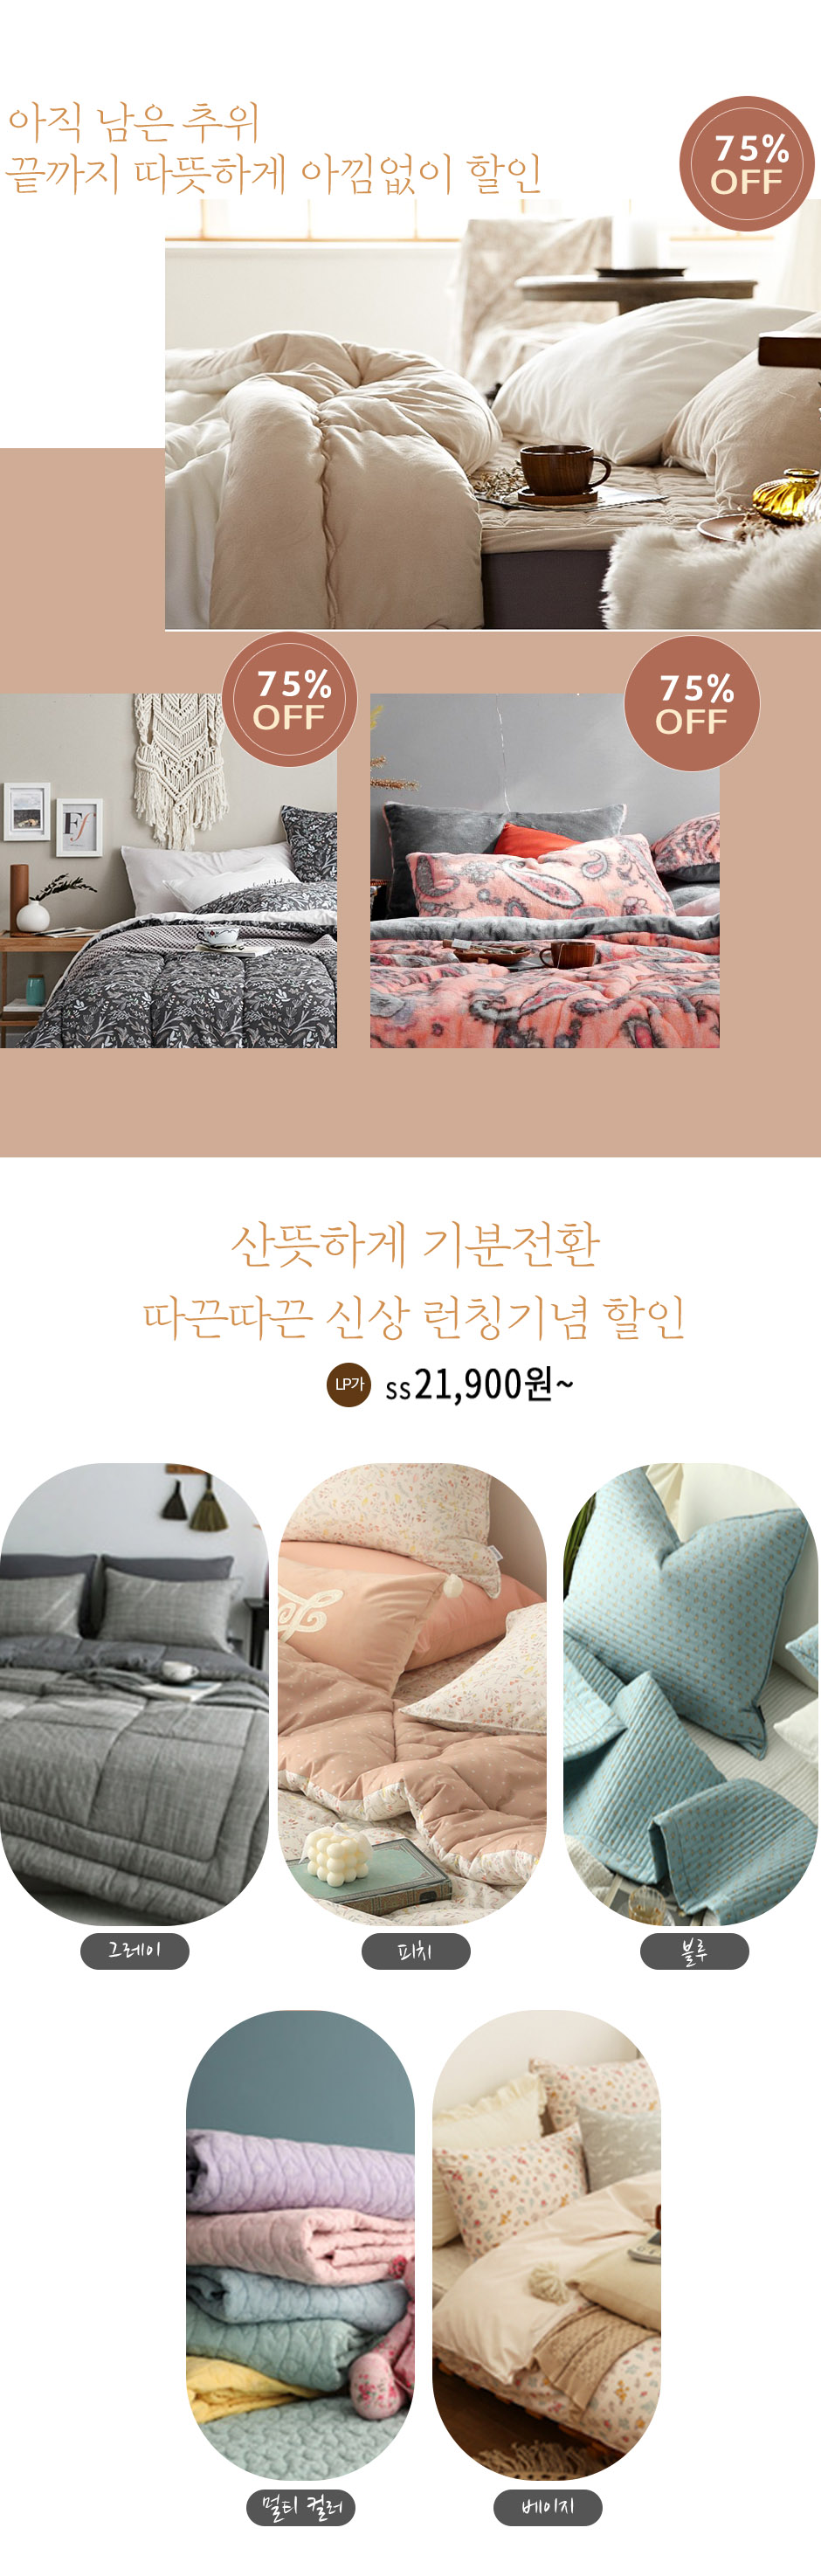 아직 남은 추위
끝까지 따뜻하게 아낌없이 할인
75%
OFF
75%
OFF
75%
OFF
산뜻하게 기분전환
따끈따끈 신상 런칭기념 할인
LP가 SS21,900원~
그레이
피치
블루
멀티 컬러
베이지